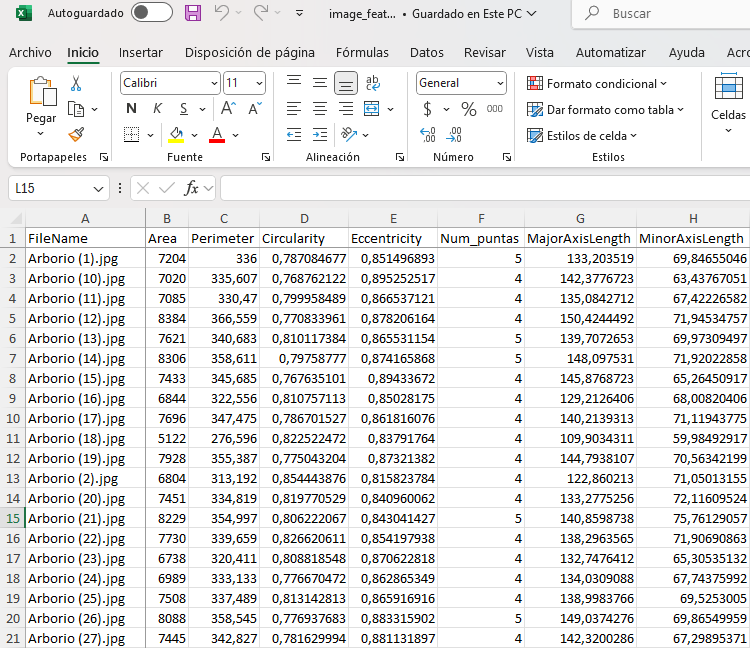 Autoguardado image_feat... • Guardado en Este PC Buscar
Archivo Inicio Insertar Disposición de página Fórmulas Datos Revisar Vista Automatizar Ayuda Acro
Pegar
Portapapeles
Calibri 11
N K S A A
A
Fuente
ab
Alineación
General
$ % 000
Número
Formato condicional
Dar formato como tabla
Estilos de celda
Estilos
Celdas
L15 fx
A B C D E F G H
1 FileName Area Perimeter Circularity Eccentricity Num_puntas MajorAxisLength MinorAxisLength
2 Arborio (1).jpg 7204 336 0,787084677 0,851496893 5 133,203519 69,84655046
3 Arborio (10).jpg 7020 335,607 0,768762122 0,895252517 4 142,3776723 63,43767051
4 Arborio (11).jpg 7085 330,47 0,799958489 0,866537121 4 135,0842712 67,42226582
5 Arborio (12).jpg 8384 366,559 0,770833961 0,878206164 4 150,4244492 71,94534757
6 Arborio (13).jpg 7621 340,683 0,810117384 0,865531154 5 139,7072653 69,97309497
7 Arborio (14).jpg 8306 358,611 0,79758777 0,874165868 5 148,097531 71,92022858
8 Arborio (15).jpg 7433 345,685 0,767635101 0,89433672 4 145,8768723 65,26450917
9 Arborio (16).jpg 6844 322,556 0,810757113 0,85028175 4 129,2126406 68,00820406
10 Arborio (17).jpg 7696 347,475 0,786701527 0,861816076 4 140,2139313 71,11943775
11 Arborio (18).jpg 5122 276,596 0,822522472 0,83791764 4 109,9034311 59,98492917
12 Arborio (19).jpg 7928 355,387 0,775043204 0,87321382 4 144,7938107 70,56342199
13 Arborio (2).jpg 6804 313,192 0,854443876 0,815823784 4 122,860213 71,05013155
14 Arborio (20).jpg 7451 334,819 0,819770529 0,840960062 4 133,2775256 72,11609524
15 Arborio (21).jpg 8229 354,997 0,806222067 0,843041427 5 140,8598738 75,76129057
16 Arborio (22).jpg 7730 339,659 0,826620611 0,854197938 4 138,2963565 71,90690863
17 Arborio (23).jpg 6738 320,411 0,808818548 0,870622818 4 132,7476412 65,30535132
18 Arborio (24).jpg 6989 333,133 0,776670472 0,862865349 4 134,0309088 67,74375992
19 Arborio (25).jpg 7508 337,489 0,813142813 0,865916916 4 138,9983766 69,5253005
20 Arborio (26).jpg 8088 358,545 0,776937683 0,883315902 5 149,0374276 69,86549959
21 Arborio (27).jpg 7445 342,827 0,781629994 0,881131897 4 142,3200286 67,29895371